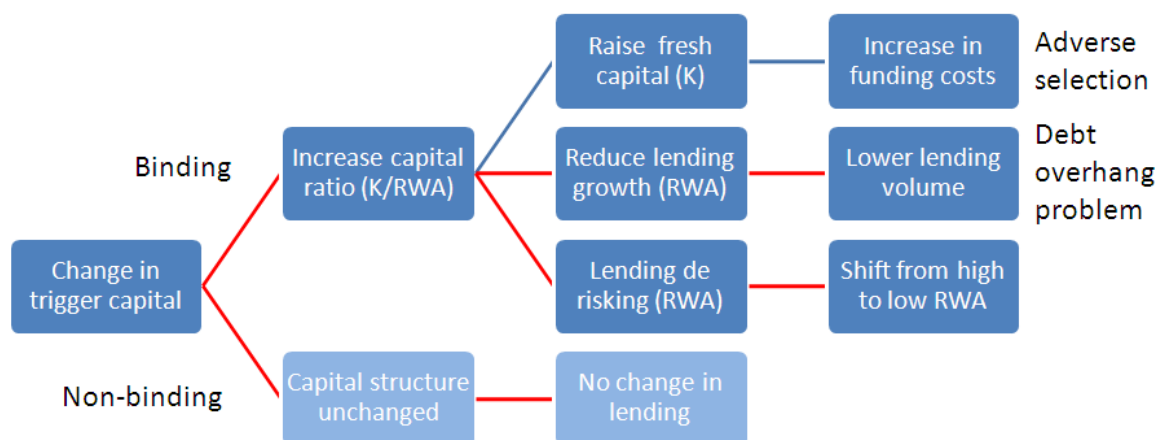 Raise fresh
capital (K)
Increase in
funding costs
Adverse
selection
Binding
Increase capital
ratio (K/RWA)
Reduce lending
growth (RWA)
Lower lending
volume
Debt
overhang
problem
Change in
trigger capital
Lending de
risking (RWA)
Shift from high
to low RWA
Non-binding
Capital structure
unchanged
No change in
lending